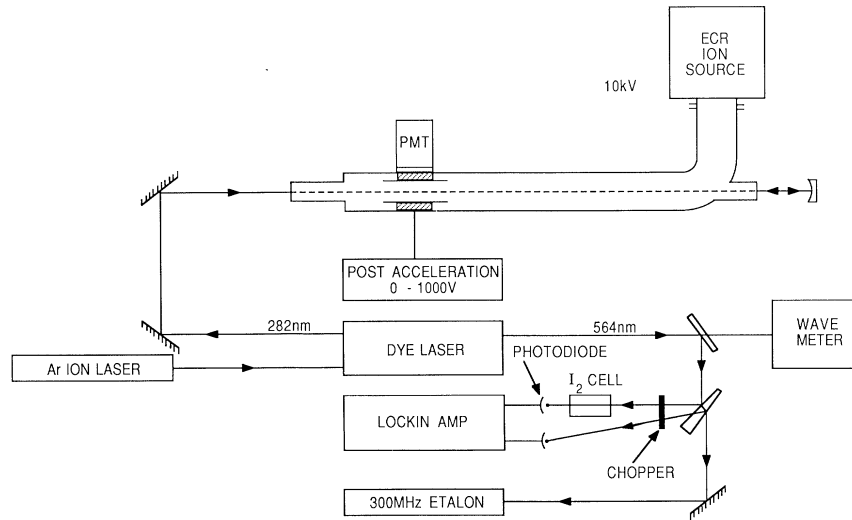 ECR
ION
SOURCE
10kV
PMT
POST ACCELERATION
0 - 1000V
282nm
564nm
DYE LASER
WAVE
METER
Ar ION LASER
PHOTODIODE
I₂ CELL
LOCKIN AMP
CHOPPER
300MHz ETALON